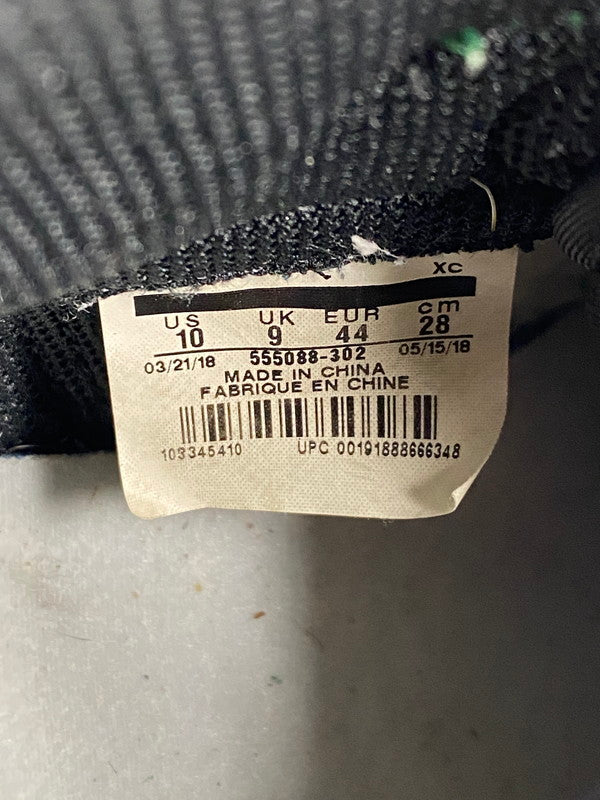 XC
US UK EUR cm
10 9 44 28
03/21/18 555088-302 05/15/18
MADE IN CHINA
FABRIQUE EN CHINE
103345410 UPC 00191888666348